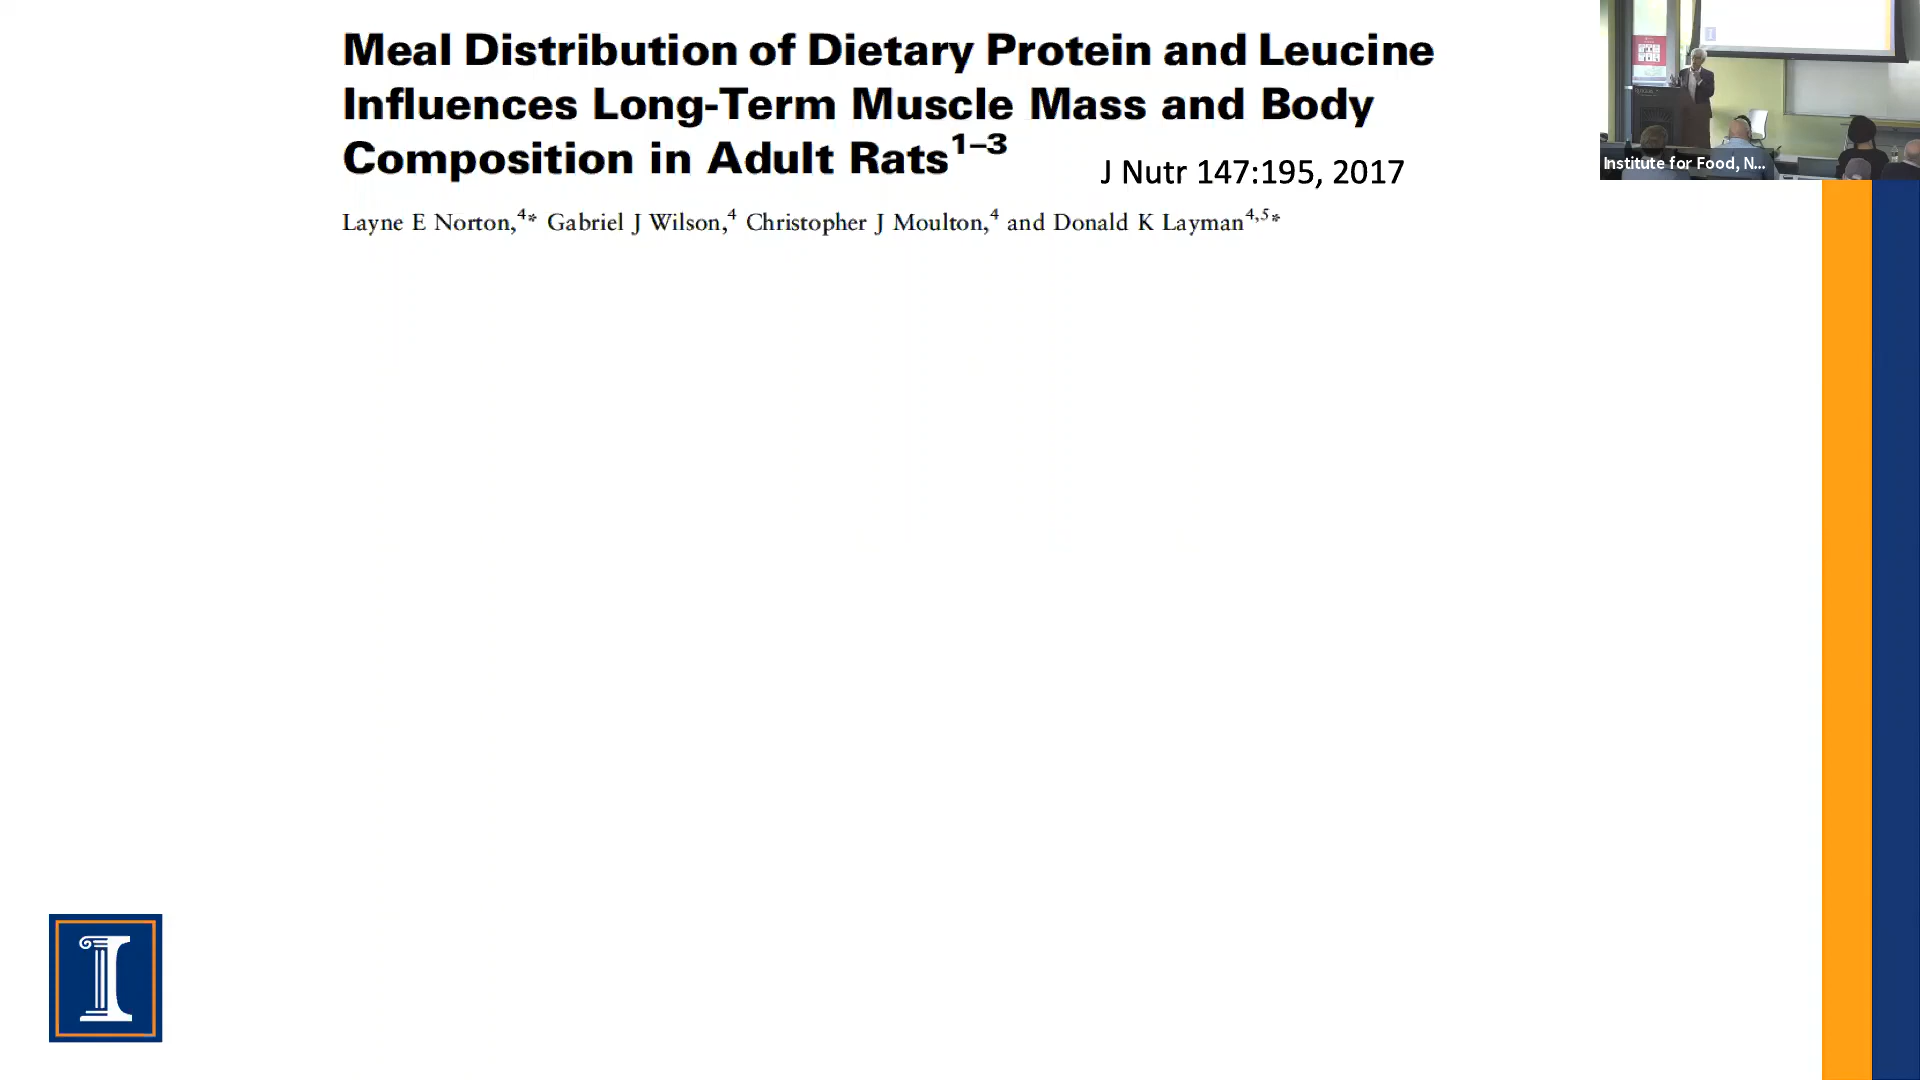 Meal Distribution of Dietary Protein and Leucine
Influences Long-Term Muscle Mass and Body
Composition in Adult Rats¹⁻³
J Nutr 147:195, 2017
Layne E Norton,⁴* Gabriel J Wilson,⁴ Christopher J Moulton,⁴ and Donald K Layman⁴,⁵*
Institute for Food, N...
I